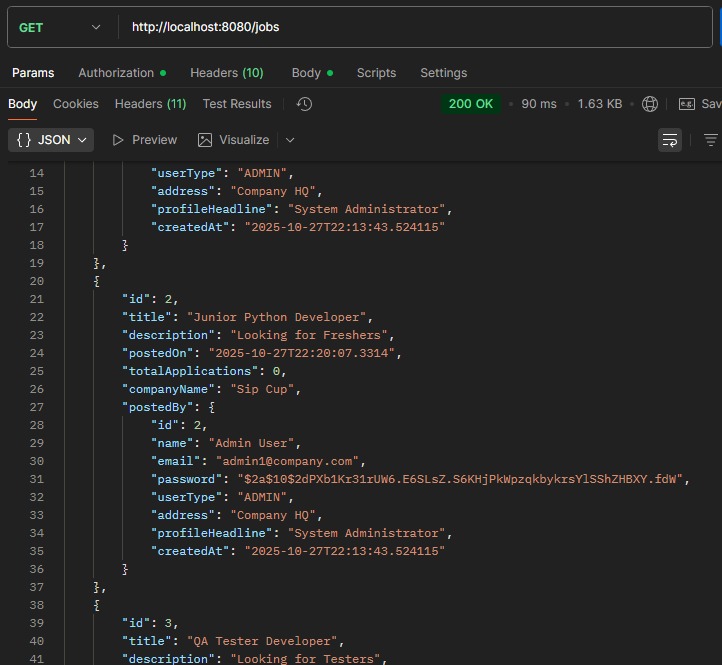 GET http://localhost:8080/jobs
Params Authorization Headers (10) Body Scripts Settings
Body Cookies Headers (11) Test Results 200 OK • 90 ms • 1.63 KB e.g. Sav
{} JSON Preview Visualize
14 "userType": "ADMIN",
15 "address": "Company HQ",
16 "profileHeadline": "System Administrator",
17 "createdAt": "2025-10-27T22:13:43.524115"
18 }
19 },
20 {
21 "id": 2,
22 "title": "Junior Python Developer",
23 "description": "Looking for Freshers",
24 "postedOn": "2025-10-27T22:20:07.3314",
25 "totalApplications": 0,
26 "companyName": "Sip Cup",
27 "postedBy": {
28 "id": 2,
29 "name": "Admin User",
30 "email": "admin1@company.com",
31 "password": "$2a$10$2dPXb1Kr31rUW6.E6SLsZ.S6KHjPkWpzqkbykrsYlSShZHBXY.fdW",
32 "userType": "ADMIN",
33 "address": "Company HQ",
34 "profileHeadline": "System Administrator",
35 "createdAt": "2025-10-27T22:13:43.524115"
36 }
37 },
38 {
39 "id": 3,
40 "title": "QA Tester Developer",
41 "description": "Looking for Testers",